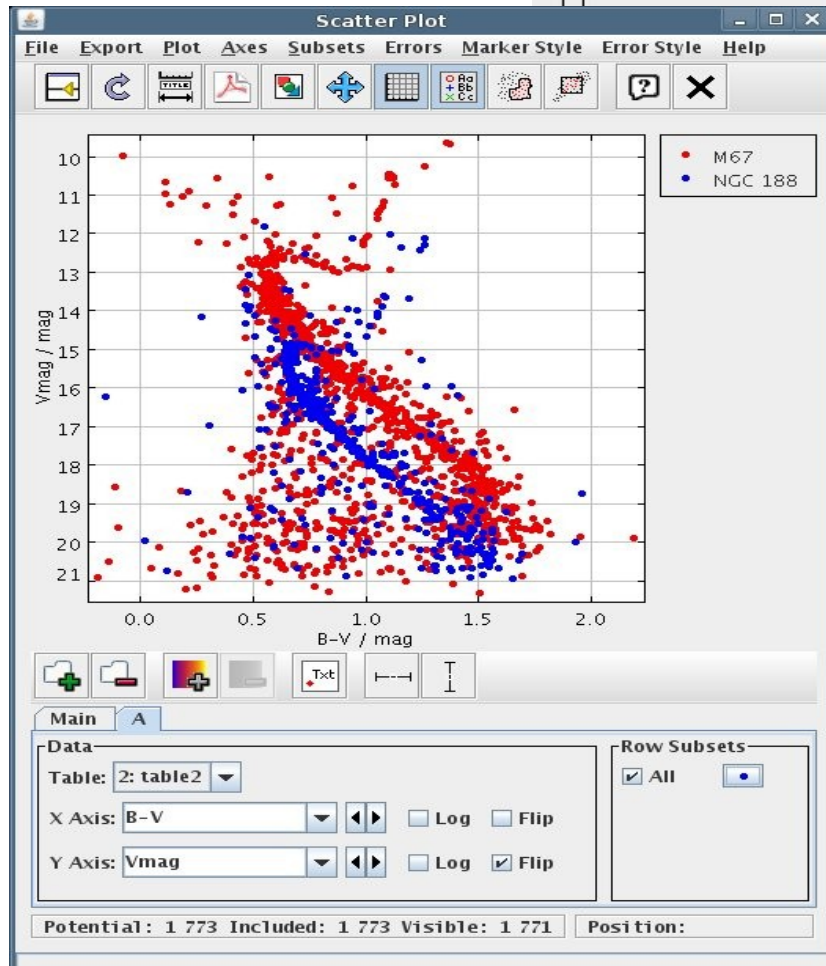 Scatter Plot
File Export Plot Axes Subsets Errors Marker Style Error Style Help
TITLE
Aa
Bb
Cc
M67
NGC 188
10
11
12
13
14
15
16
17
18
19
20
21
Vmag / mag
0.0 0.5 1.0 1.5 2.0
B-V / mag
Txt
Main A
Data
Table: 2: table2
X Axis: B-V Log Flip
Y Axis: Vmag Log Flip
Row Subsets
All
Potential: 1 773 Included: 1 773 Visible: 1 771 Position: